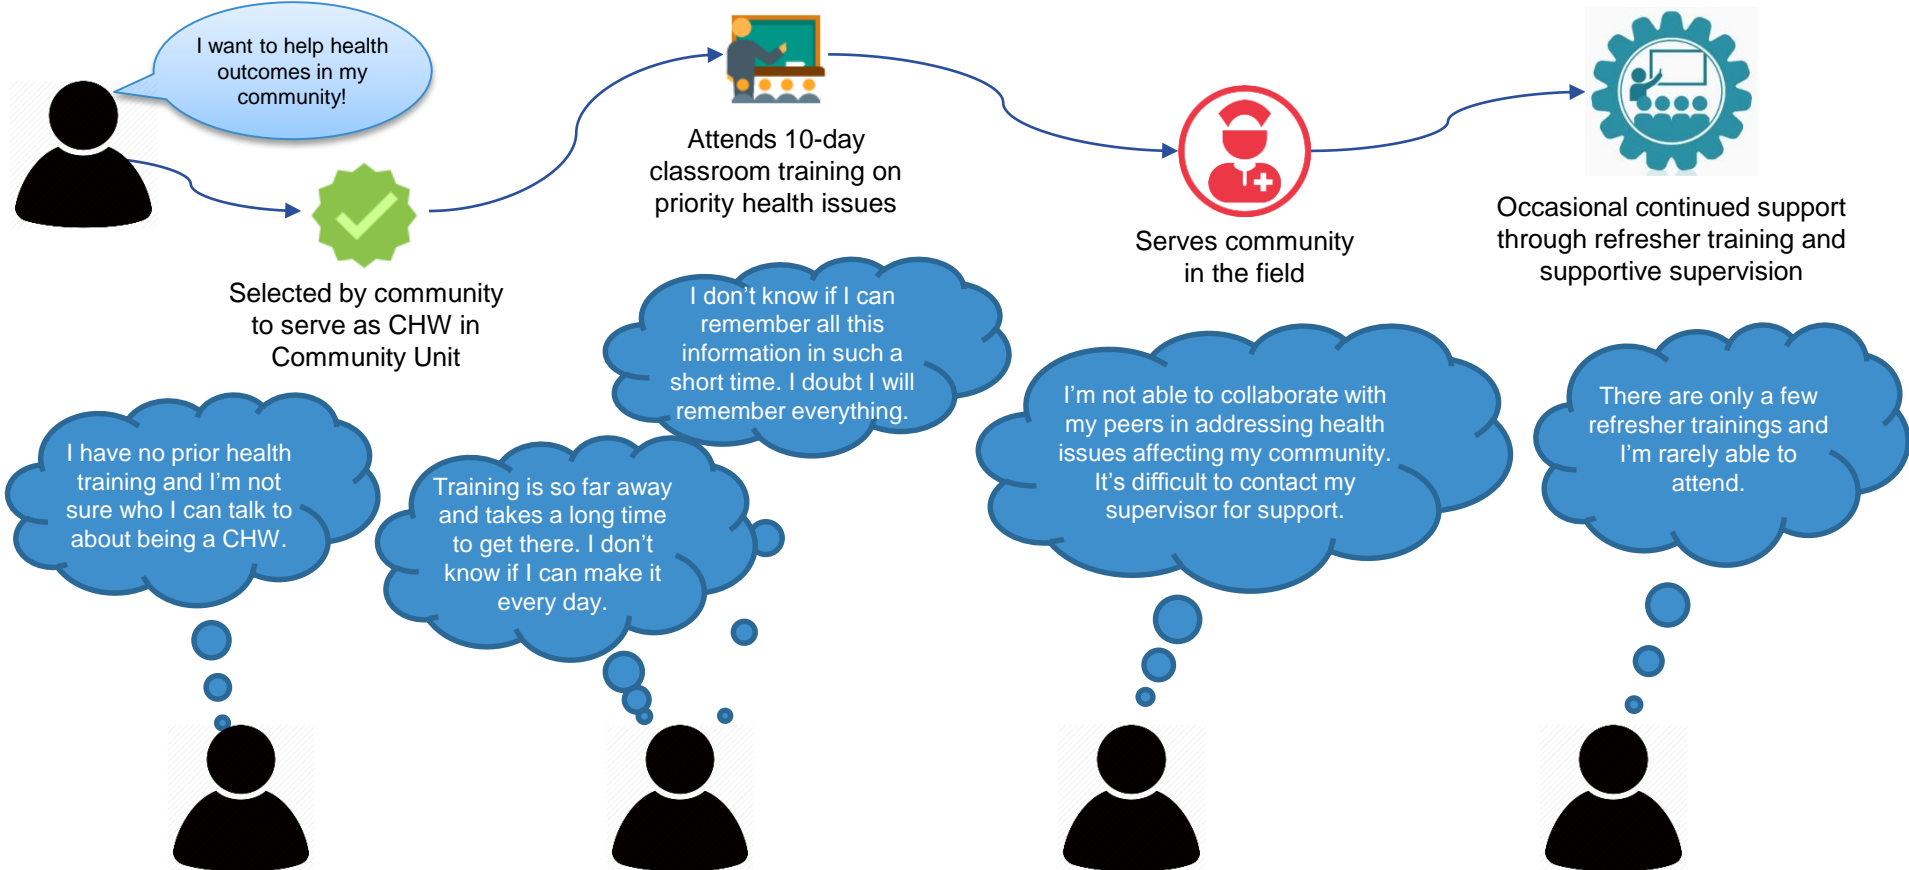 I want to help health
outcomes in my
community!
Selected by community
to serve as CHW in
Community Unit
Attends 10-day
classroom training on
priority health issues
Serves community
in the field
Occasional continued support
through refresher training and
supportive supervision
I have no prior health
training and I'm not
sure who I can talk to
about being a CHW.
Training is so far away
and takes a long time
to get there. I don't
know if I can make it
every day.
I don't know if I can
remember all this
information in such a
short time. I doubt I will
remember everything.
I'm not able to collaborate with
my peers in addressing health
issues affecting my community.
It's difficult to contact my
supervisor for support.
There are only a few
refresher trainings and
I'm rarely able to
attend.